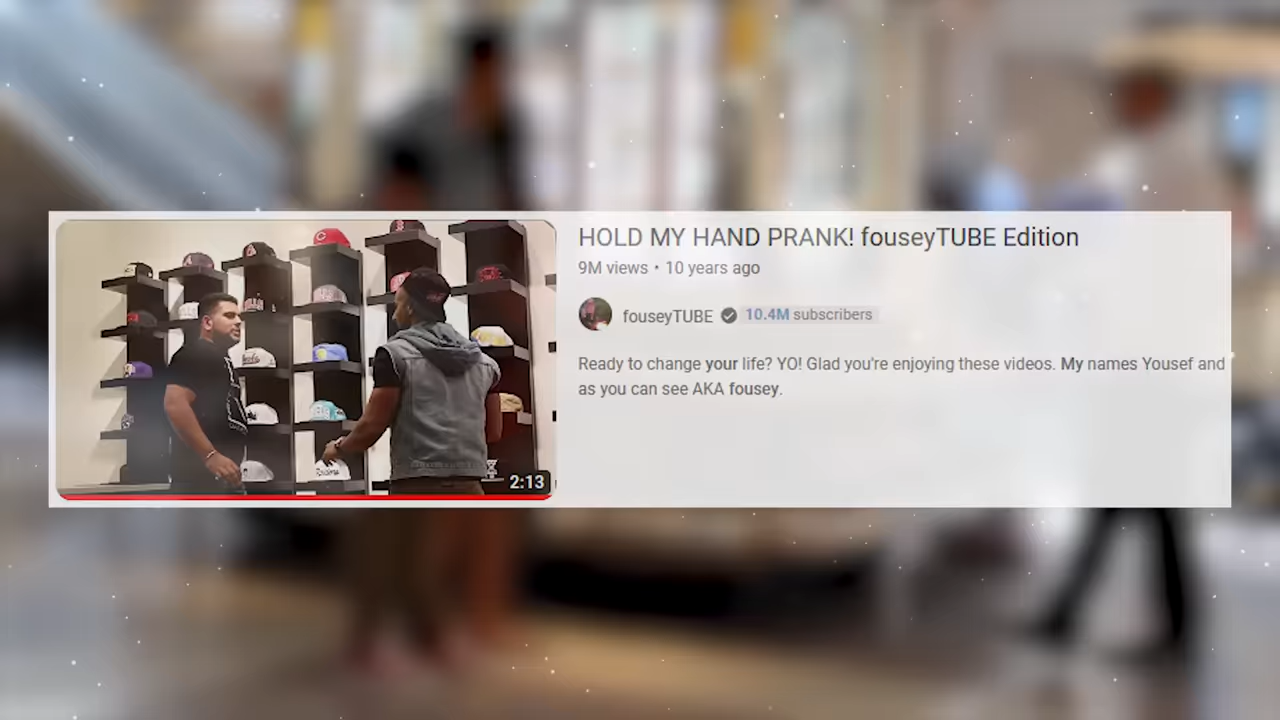 HOLD MY HAND PRANK! fouseyTUBE Edition
9M views • 10 years ago
fouseyTUBE 10.4M subscribers
Ready to change your life? YO! Glad you're enjoying these videos. My names Yousef and
as you can see AKA fousey.
2:13